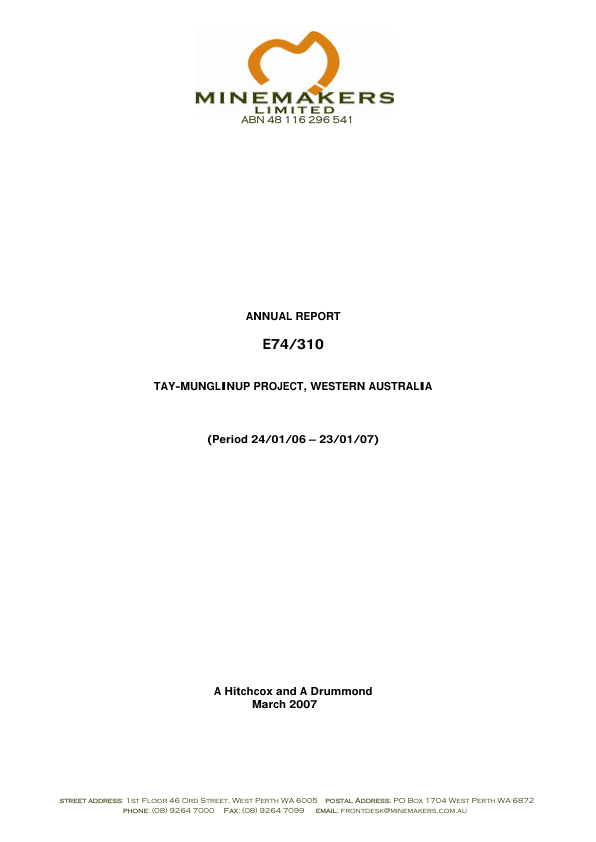 MINEMAKERS
LIMITED
ABN 48 116 296 541
ANNUAL REPORT
E74/310
TAY-MUNGLINUP PROJECT, WESTERN AUSTRALIA
(Period 24/01/06 – 23/01/07)
A Hitchcox and A Drummond
March 2007
STREET ADDRESS: 1ST FLOOR 46 ORD STREET, WEST PERTH WA 6005 POSTAL ADDRESS: PO BOX 1704 WEST PERTH WA 6872
PHONE: (08) 9264 7000 FAX: (08) 9264 7099 EMAIL: FRONTDESK@MINEMAKERS.COM.AU